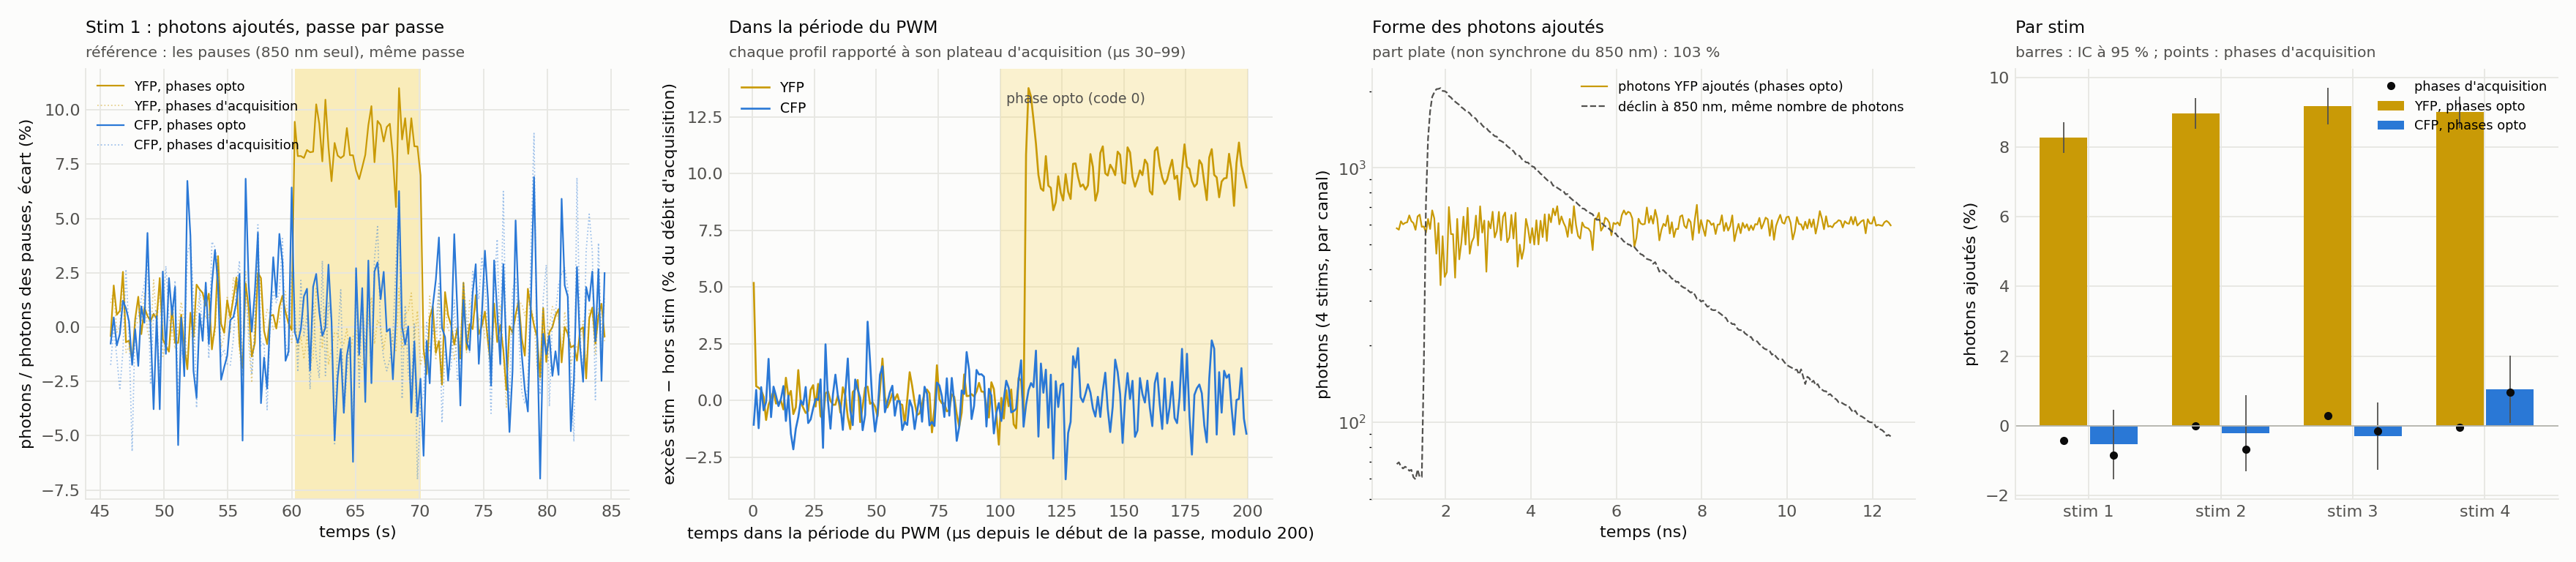 Stim 1 : photons ajoutés, passe par passe
référence : les pauses (850 nm seul), même passe
YFP, phases opto
YFP, phases d'acquisition
CFP, phases opto
CFP, phases d'acquisition
photons / photons des pauses, écart (%)
10.0
7.5
5.0
2.5
0.0
−2.5
−5.0
−7.5
45
50
55
60
65
70
75
80
85
temps (s)
Dans la période du PWM
chaque profil rapporté à son plateau d'acquisition (µs 30–99)
YFP
CFP
phase opto (code 0)
excès stim − hors stim (% du débit d'acquisition)
12.5
10.0
7.5
5.0
2.5
0.0
−2.5
0
25
50
75
100
125
150
175
200
temps dans la période du PWM (µs depuis le début de la passe, modulo 200)
Forme des photons ajoutés
part plate (non synchrone du 850 nm) : 103 %
photons YFP ajoutés (phases opto)
déclin à 850 nm, même nombre de photons
photons (4 stims, par canal)
10³
10²
2
4
6
8
10
12
temps (ns)
Par stim
barres : IC à 95 % ; points : phases d'acquisition
phases d'acquisition
YFP, phases opto
CFP, phases opto
photons ajoutés (%)
10
8
6
4
2
0
−2
stim 1
stim 2
stim 3
stim 4